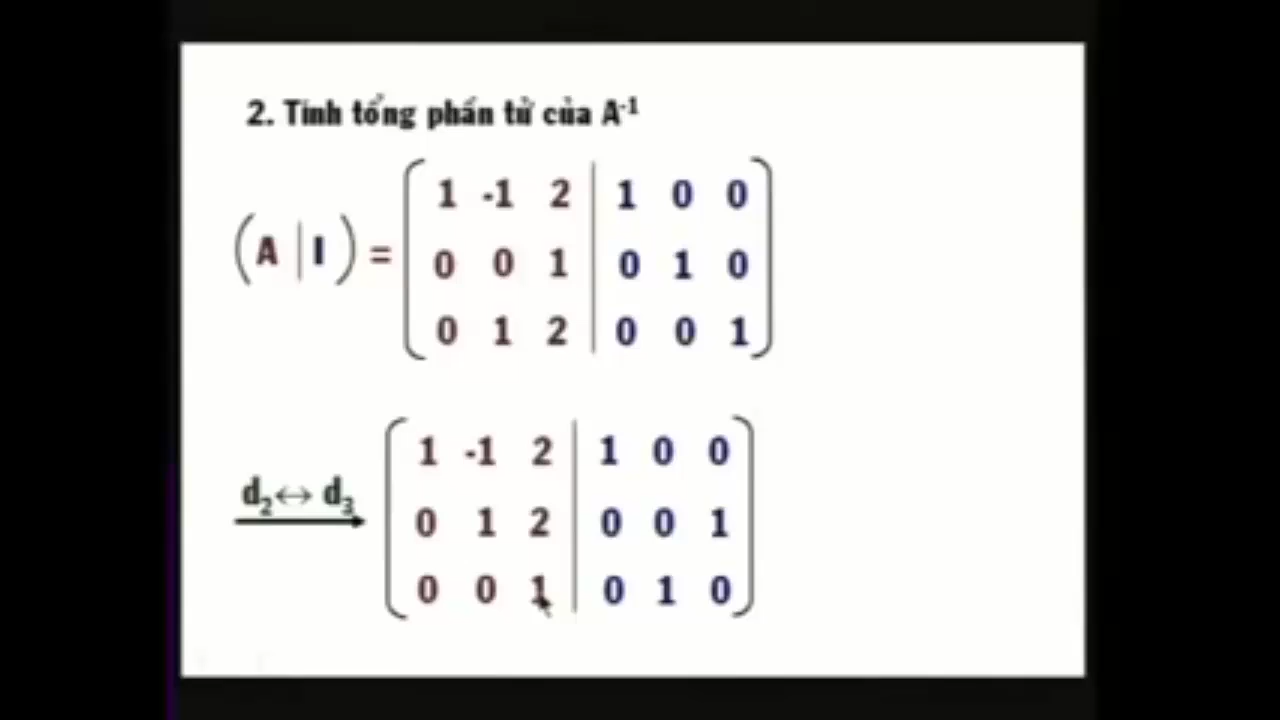 2. Tính tổng phần tử của A⁻¹
(A | I) =
1 -1 2 | 1 0 0
0 0 1 | 0 1 0
0 1 2 | 0 0 1
d₂↔ d₃
1 -1 2 | 1 0 0
0 1 2 | 0 0 1
0 0 1 | 0 1 0